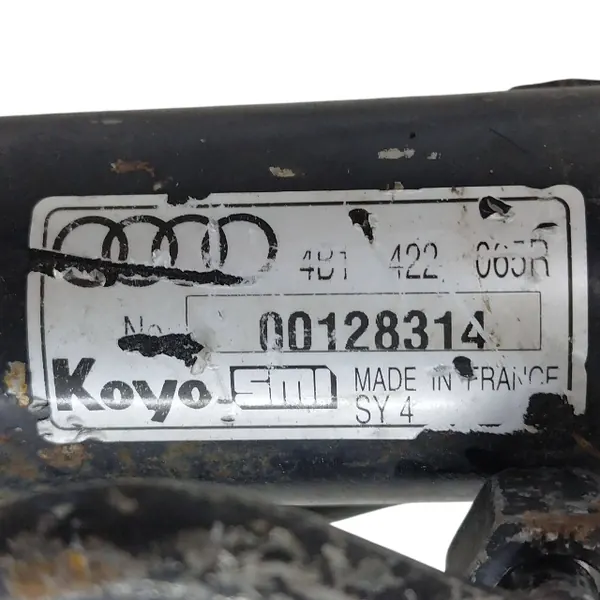 4B1 422 065R
No 00128314
Koyo SMI MADE IN FRANCE
SY 4